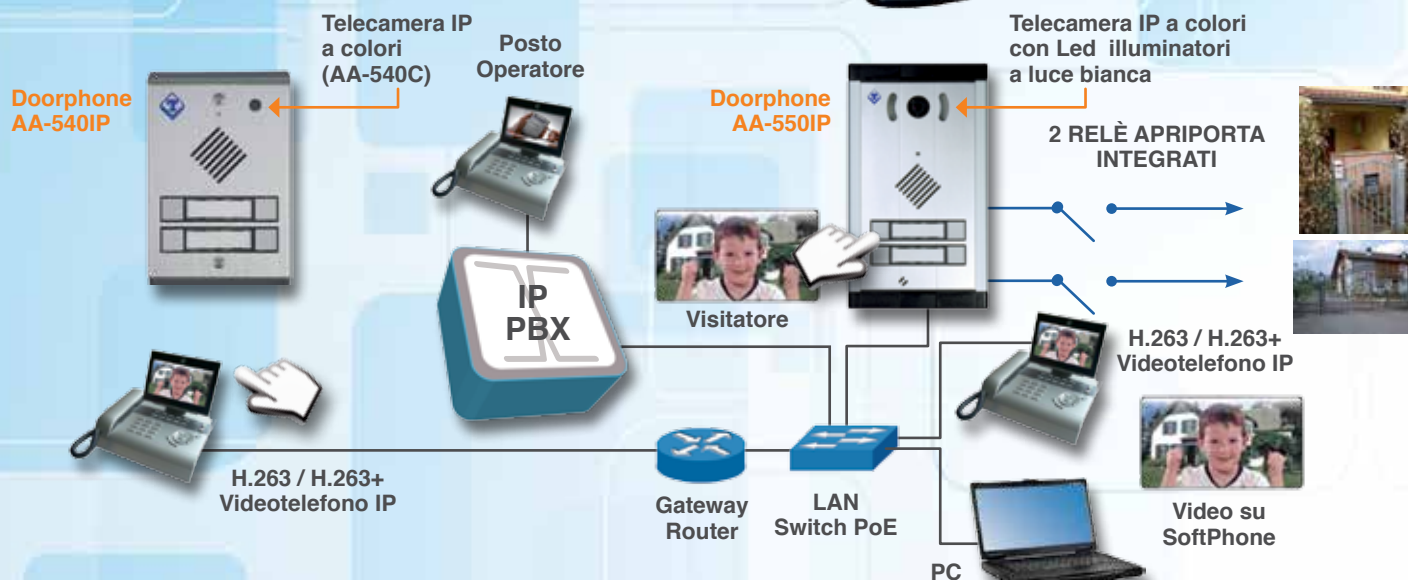 Telecamera IP
a colori
(AA-540C)
Posto
Operatore
Doorphone
AA-540IP
Telecamera IP a colori
con Led illuminatori
a luce bianca
Doorphone
AA-550IP
2 RELÈ APRIPORTA
INTEGRATI
IP
PBX
Visitatore
H.263 / H.263+
Videotelefono IP
H.263 / H.263+
Videotelefono IP
Gateway
Router
LAN
Switch PoE
Video su
SoftPhone
PC